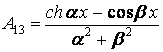 A₁₃ = (ch αx − cos βx) / (α² + β²)